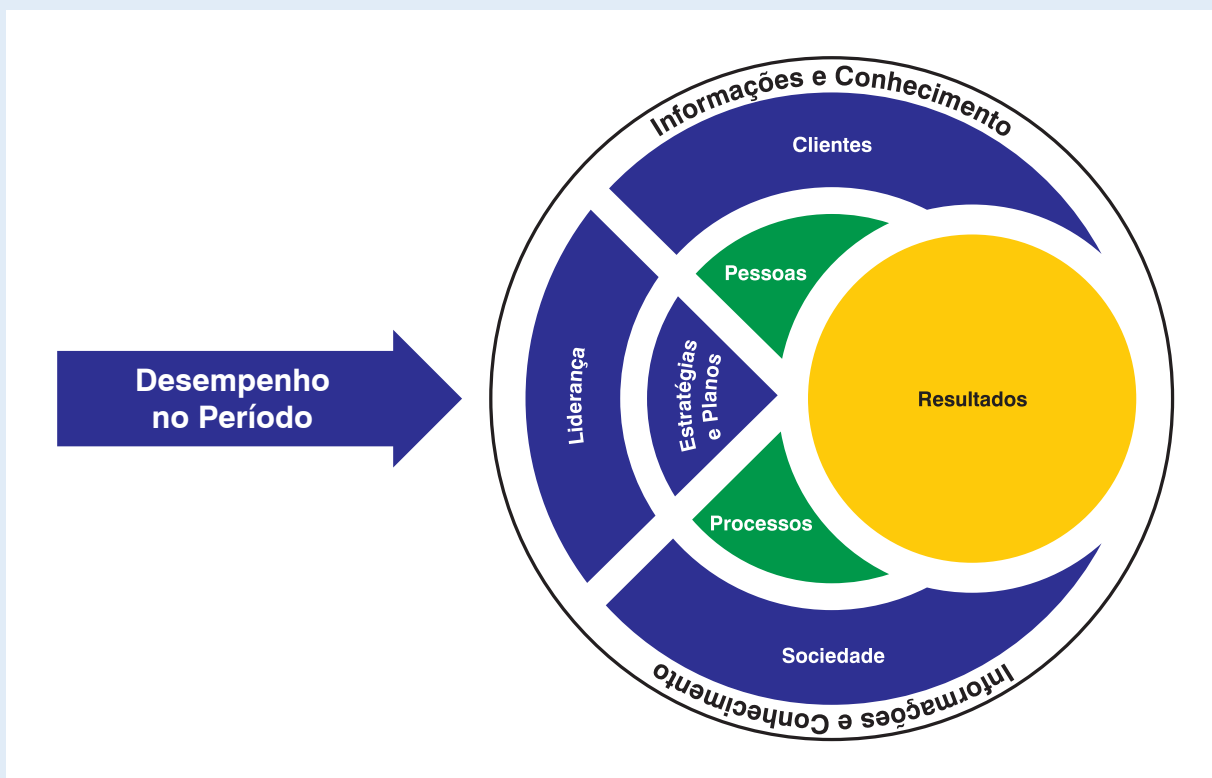 Informações e Conhecimento
Clientes
Pessoas
Desempenho
no Período
Liderança
Estratégias
e Planos
Resultados
Processos
Sociedade
Informações e Conhecimento